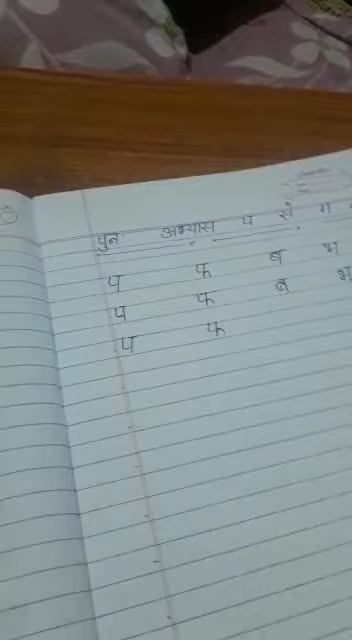 पुन अभ्यास प से म
प फ ब भ
प फ ब भ
प फ